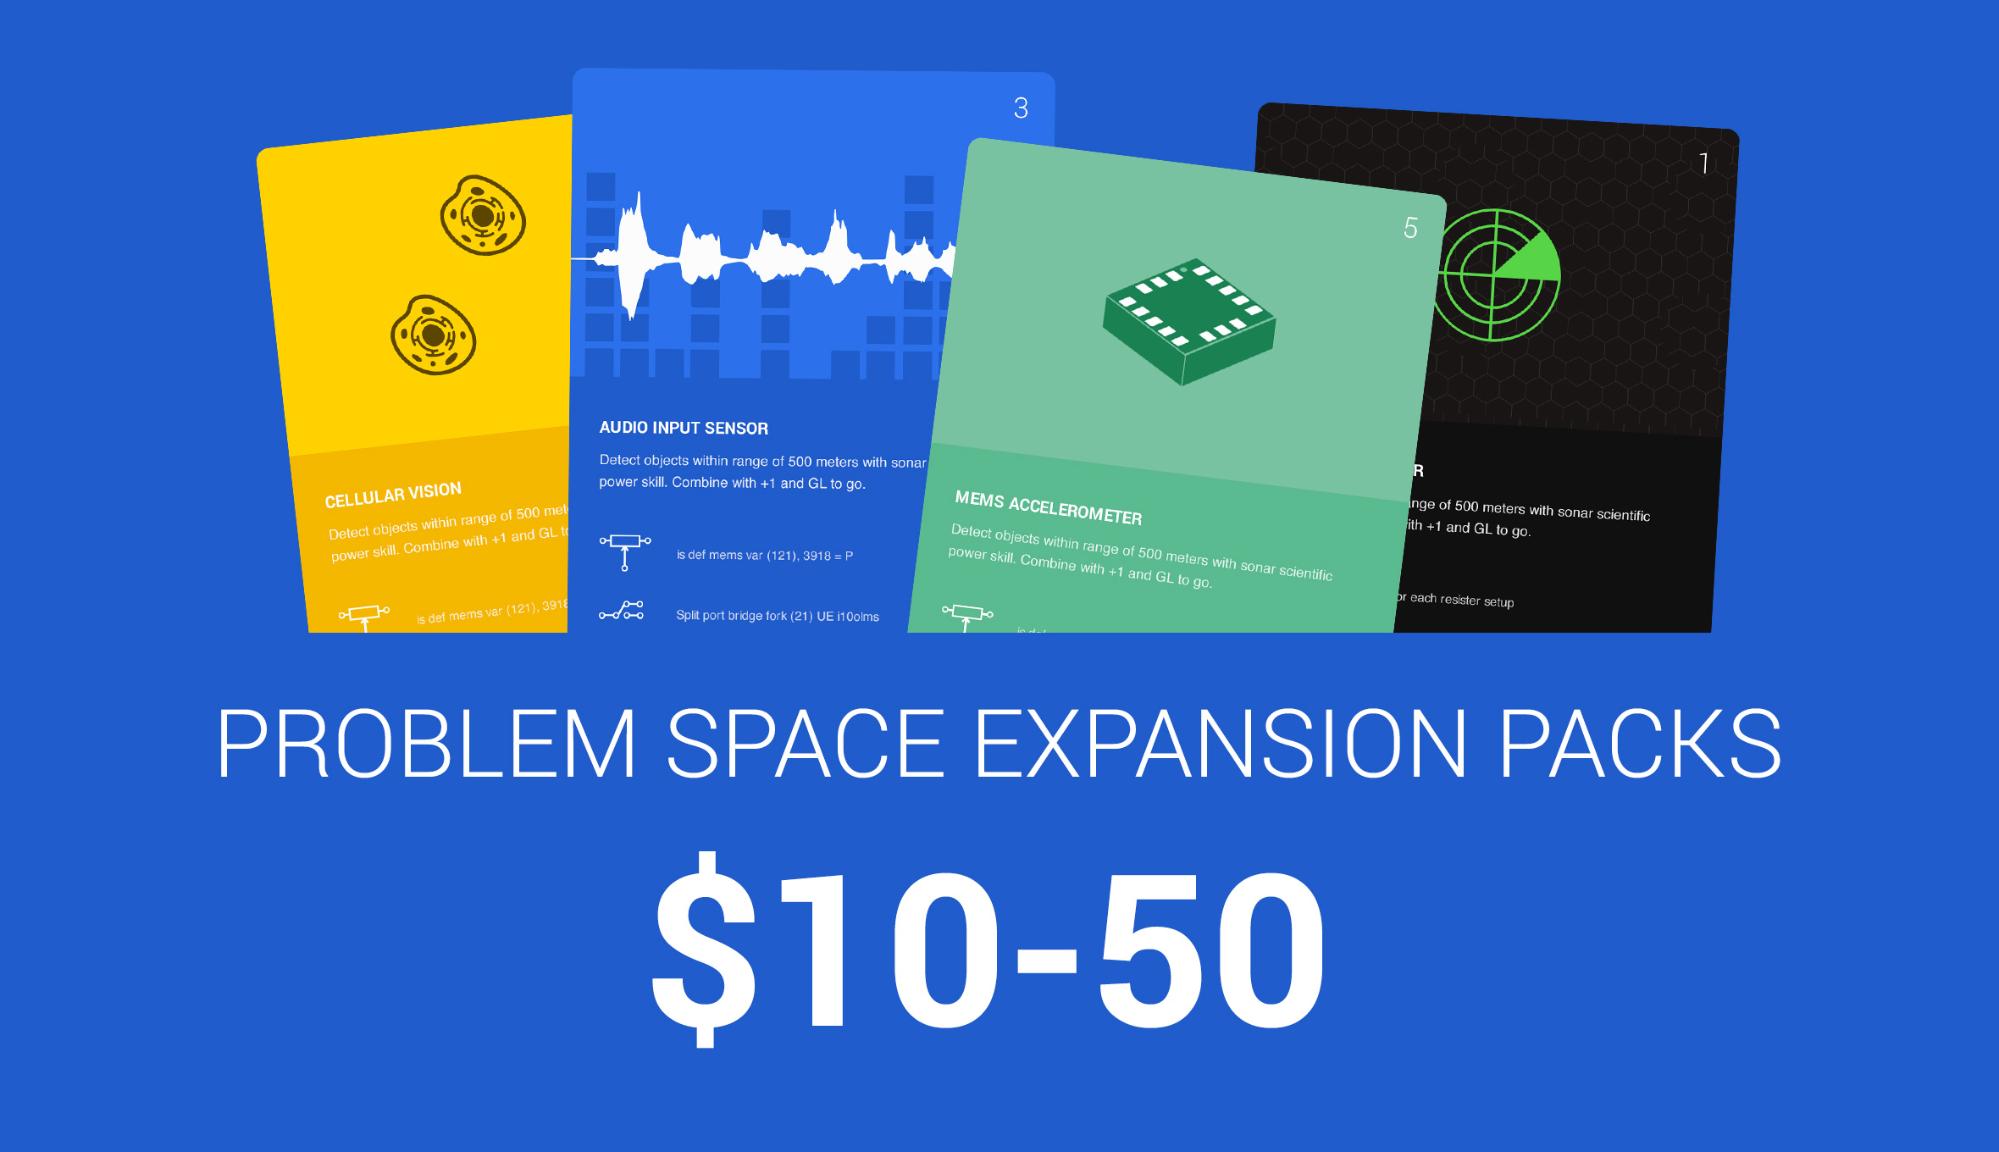 CELLULAR VISION
Detect objects within range of 500
power skill. Combine with +1 and GL
is def mems var (121), 3918
3
AUDIO INPUT SENSOR
Detect objects within range of 500 meters with sonar
power skill. Combine with +1 and GL to go.
is def mems var (121), 3918 = P
Split port bridge fork (21) UE i10olms
5
MEMS ACCELEROMETER
Detect objects within range of 500 meters with sonar scientific
power skill. Combine with +1 and GL to go.
1
R
of 500 meters with sonar scientific
with +1 and GL to go.
each resister setup
PROBLEM SPACE EXPANSION PACKS
$10-50